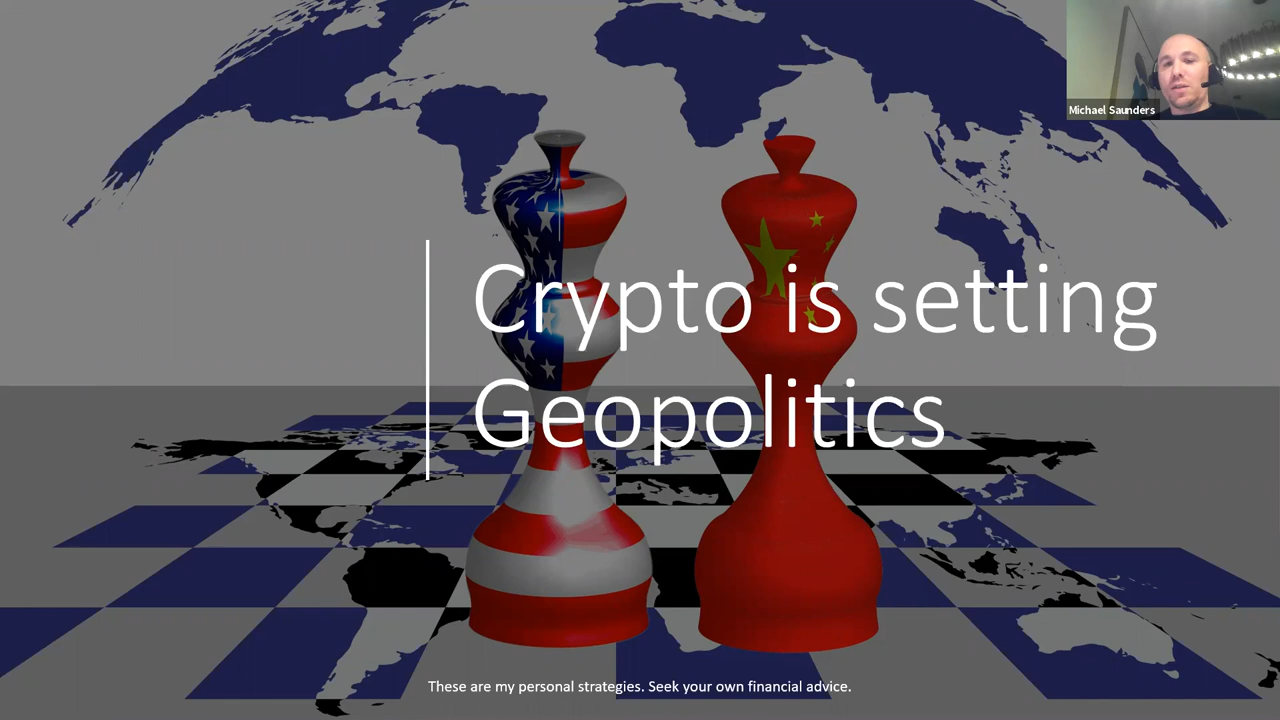 Michael Saunders
Crypto is setting
Geopolitics
These are my personal strategies. Seek your own financial advice.